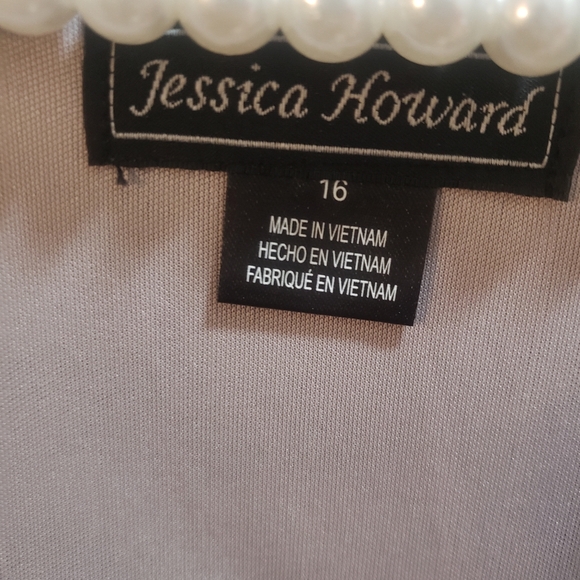 Jessica Howard
16
MADE IN VIETNAM
HECHO EN VIETNAM
FABRIQUÉ EN VIETNAM